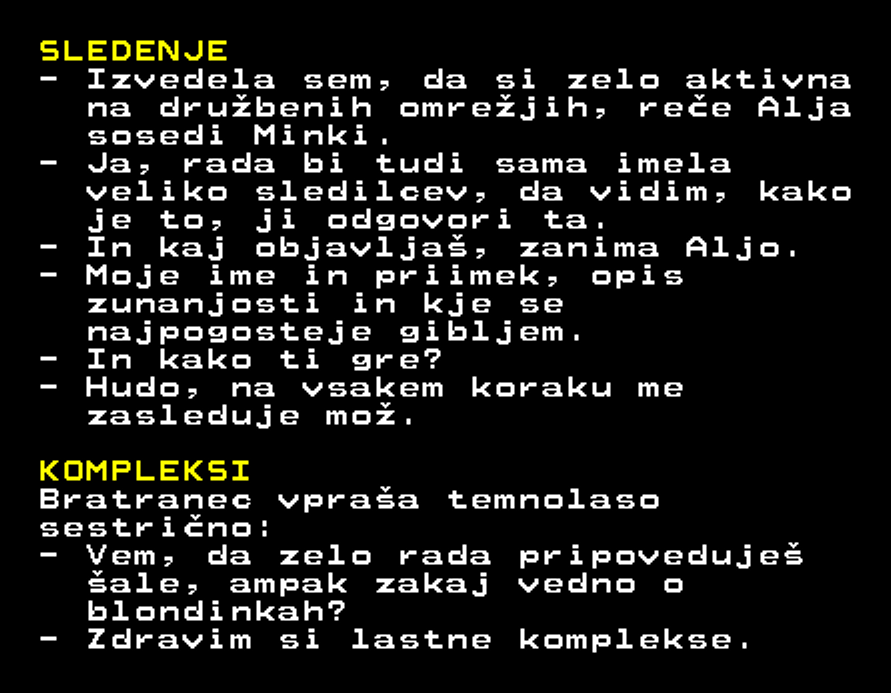 SLEDENJE
- Izvedela sem, da si zelo aktivna
na družbenih omrežjih, reče Alja
sosedi Minki.
- Ja, rada bi tudi sama imela
veliko sledilcev, da vidim, kako
je to, ji odgovori ta.
- In kaj objavljaš, zanima Aljo.
- Moje ime in priimek, opis
zunanjosti in kje se
najpogosteje gibljem.
- In kako ti gre?
- Hudo, na vsakem koraku me
zasleduje mož.
KOMPLEKSI
Bratranec vpraša temnolaso
sestrično:
- Vem, da zelo rada pripoveduješ
šale, ampak zakaj vedno o
blondinkah?
- Zdravim si lastne komplekse.